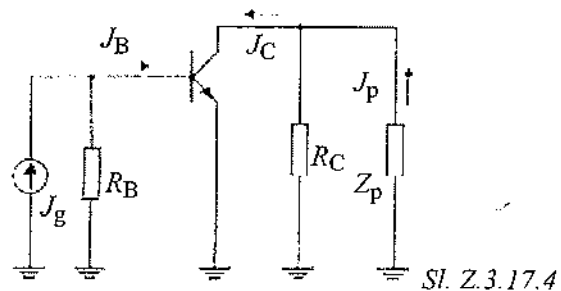 J_B
J_C
J_p
J_g
R_B
R_C
Z_p
Sl. Z.3.17.4